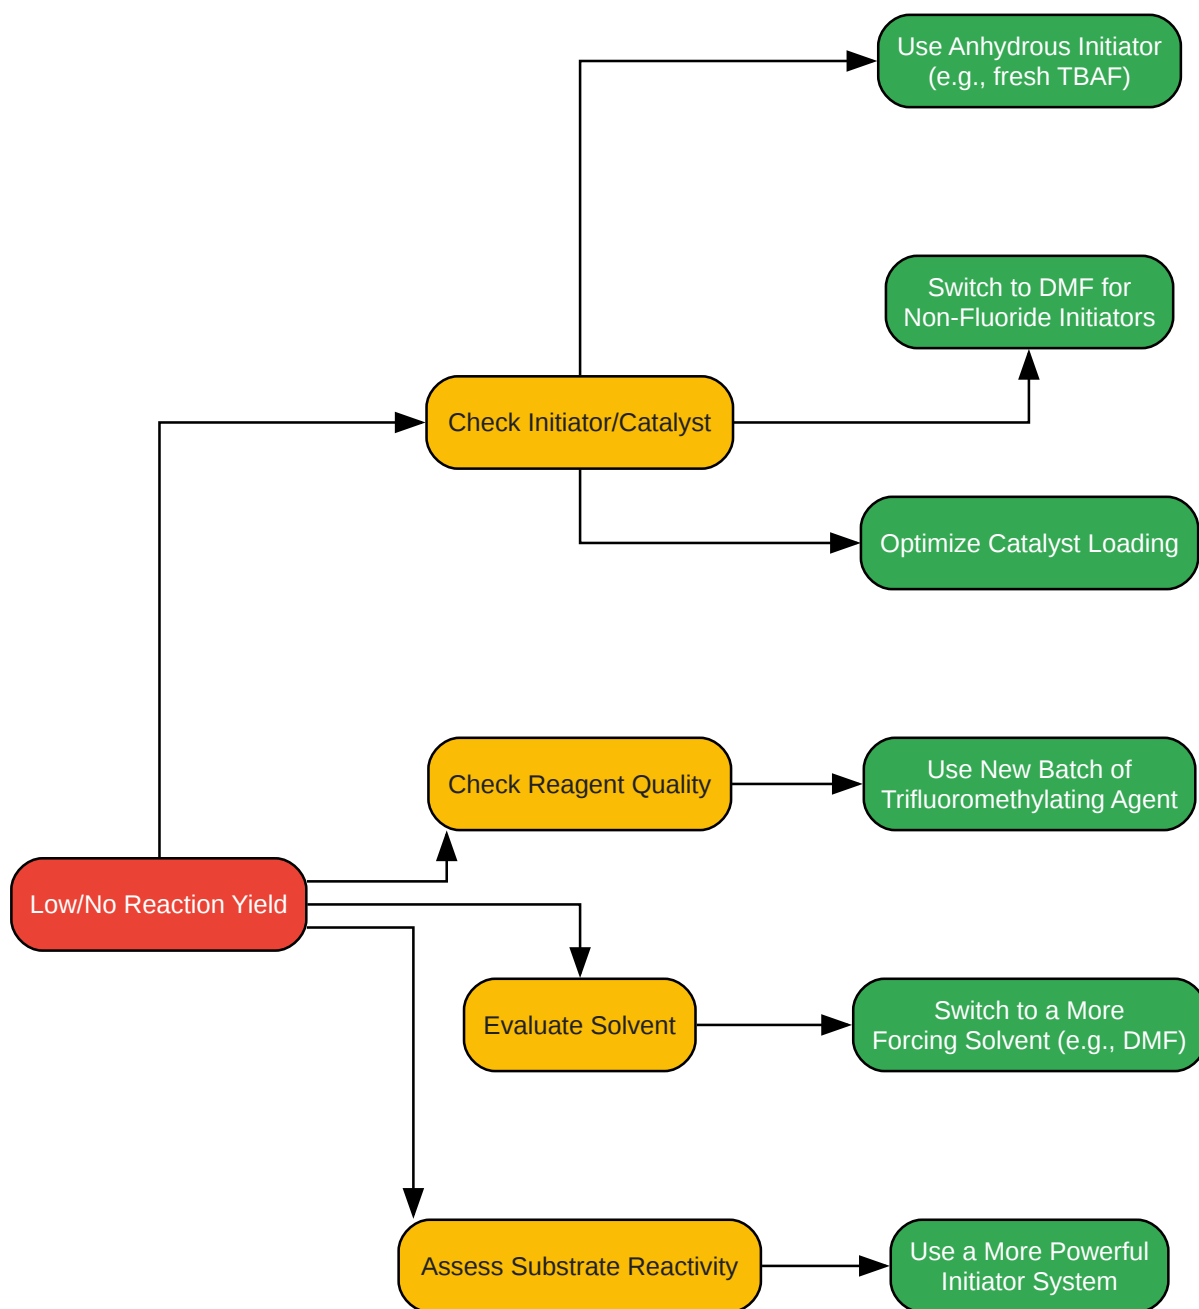 Use Anhydrous Initiator
(e.g., fresh TBAF)
Switch to DMF for
Non-Fluoride Initiators
Check Initiator/Catalyst
Optimize Catalyst Loading
Check Reagent Quality
Use New Batch of
Trifluoromethylating Agent
Low/No Reaction Yield
Evaluate Solvent
Switch to a More
Forcing Solvent (e.g., DMF)
Assess Substrate Reactivity
Use a More Powerful
Initiator System